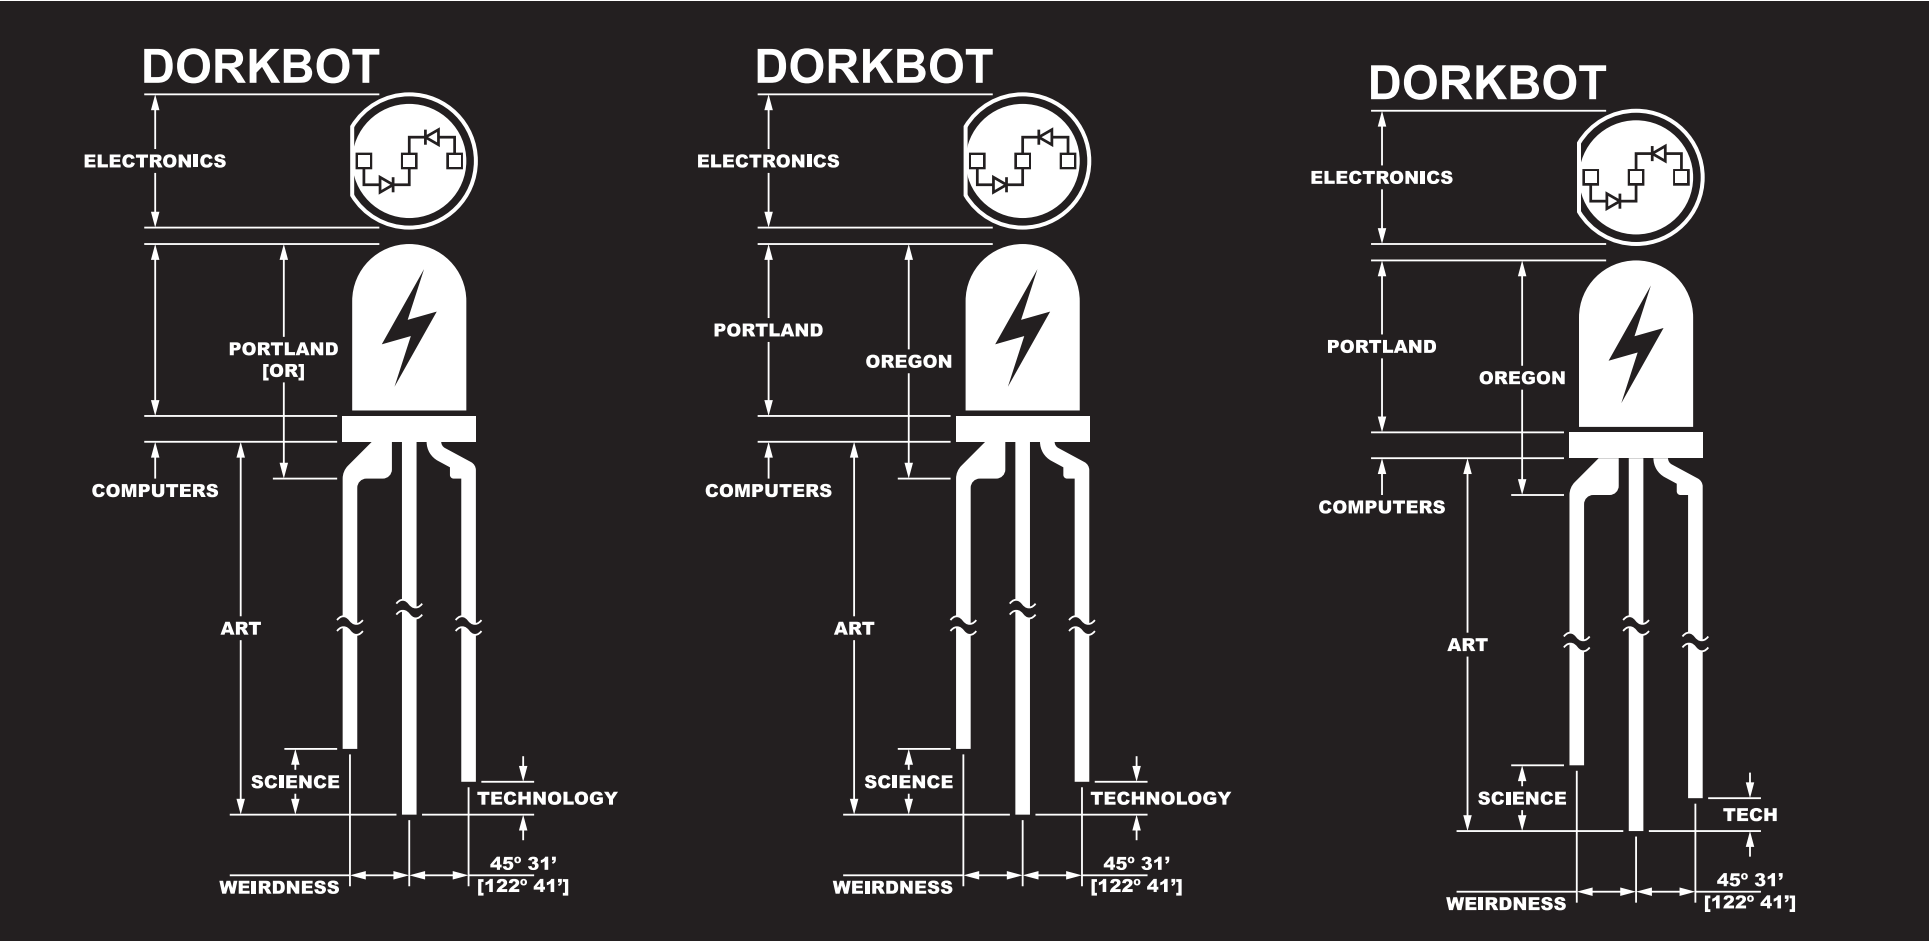 DORKBOT
ELECTRONICS
PORTLAND
[OR]
COMPUTERS
ART
SCIENCE
TECHNOLOGY
45º 31’
[122º 41’]
WEIRDNESS
DORKBOT
ELECTRONICS
PORTLAND
OREGON
COMPUTERS
ART
SCIENCE
TECHNOLOGY
45º 31’
[122º 41’]
WEIRDNESS
DORKBOT
ELECTRONICS
PORTLAND
OREGON
COMPUTERS
ART
SCIENCE
TECH
45º 31’
[122º 41’]
WEIRDNESS